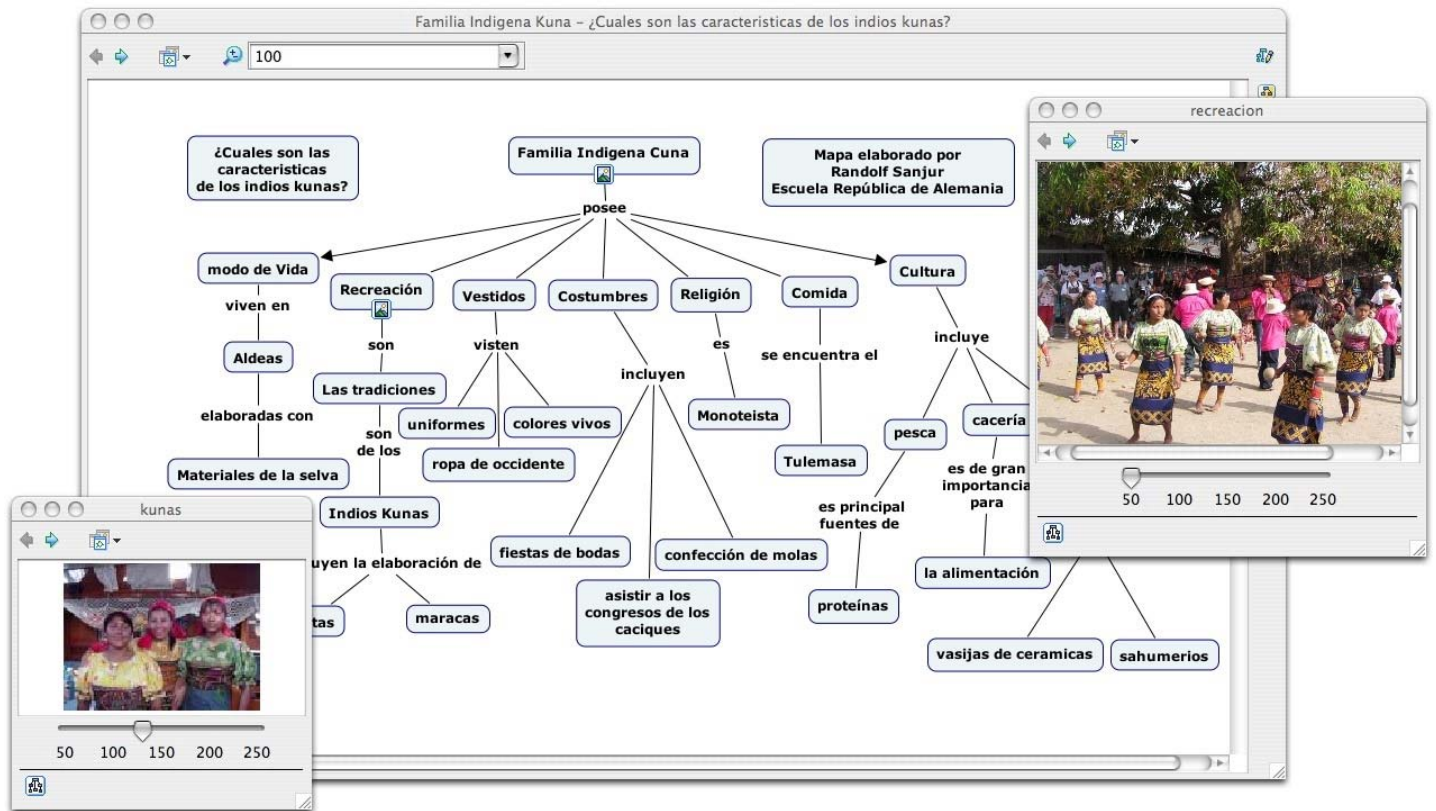 Familia Indigena Kuna – ¿Cuales son las caracteristicas de los indios kunas?
100
¿Cuales son las
caracteristicas
de los indios kunas?
Familia Indigena Cuna
Mapa elaborado por
Randolf Sanjur
Escuela República de Alemania
posee
modo de Vida
Recreación
Vestidos
Costumbres
Religión
Comida
Cultura
viven en
son
visten
incluyen
es
se encuentra el
incluye
Aldeas
Las tradiciones
uniformes
colores vivos
ropa de occidente
Monoteista
Tulemasa
pesca
cacería
elaboradas con
son
de los
Materiales de la selva
Indios Kunas
es principal
fuentes de
es de gran
importancia
para
uyen la elaboración de
tas
maracas
fiestas de bodas
asistir a los
congresos de los
caciques
confección de molas
proteínas
la alimentación
vasijas de ceramicas
sahumerios
recreacion
50 100 150 200 250
kunas
50 100 150 200 250